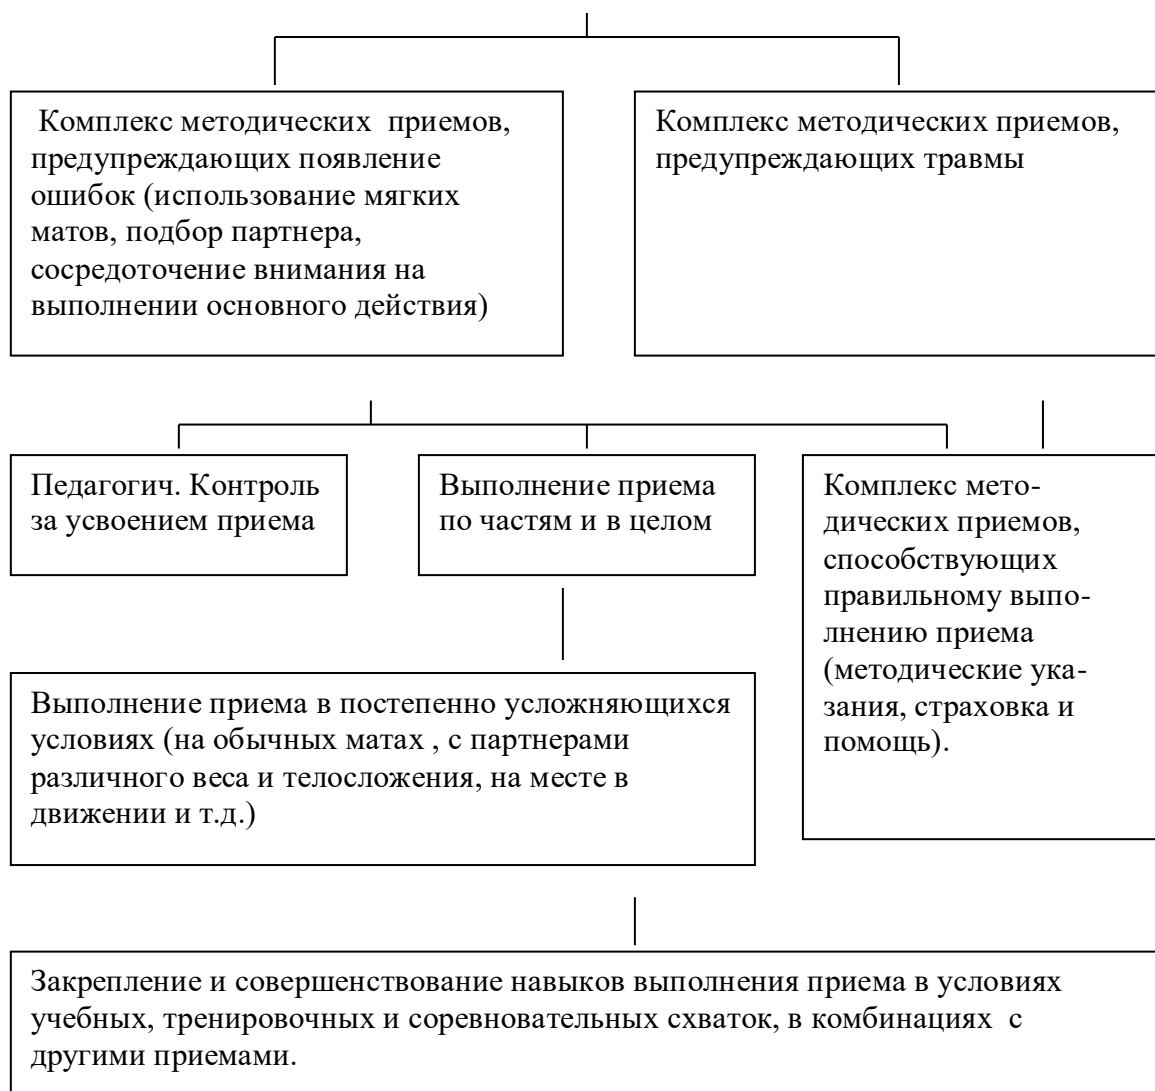 Комплекс методических приемов,
предупреждающих появление
ошибок (использование мягких
матов, подбор партнера,
сосредоточение внимания на
выполнении основного действия)
Комплекс методических приемов,
предупреждающих травмы
Педагогич. Контроль
за усвоением приема
Выполнение приема
по частям и в целом
Комплекс мето-
дических приемов,
способствующих
правильному выпо-
лнению приема
(методические ука-
зания, страховка и
помощь).
Выполнение приема в постепенно усложняющихся
условиях (на обычных матах , с партнерами
различного веса и телосложения, на месте в
движении и т.д.)
Закрепление и совершенствование навыков выполнения приема в условиях
учебных, тренировочных и соревновательных схваток, в комбинациях с
другими приемами.